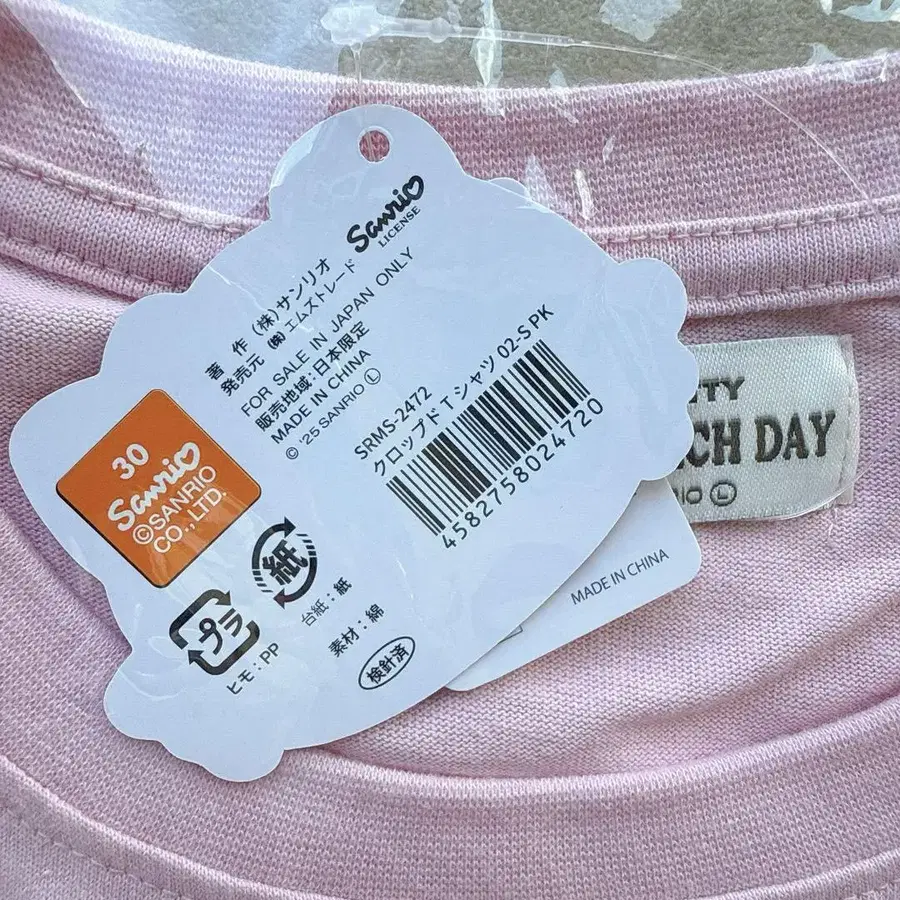 Sanrio
LICENSE
著 作 (株)サンリオ
発売元 ㈱エムズトレード
FOR SALE IN JAPAN ONLY
販売地域:日本限定
MADE IN CHINA
© '25 SANRIO Ⓛ
SRMS-2472
クロップドTシャツ 02-S PK
4582758024720
30
Sanrio
©SANRIO
CO.,LTD.
プラ
ヒモ:PP
紙
台紙:紙
素材:綿
検針済
MADE IN CHINA
DAY
Ⓛ